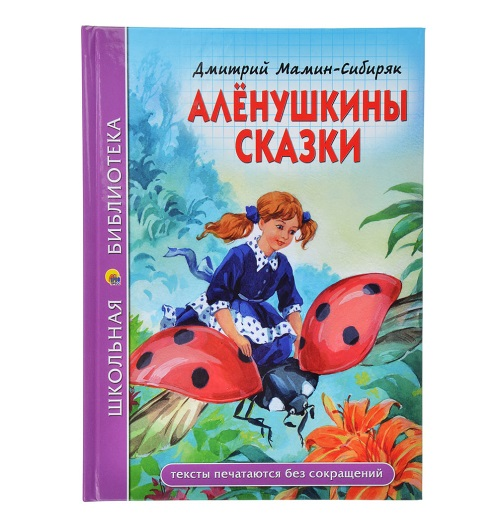 Дмитрий Мамин-Сибиряк
АЛЁНУШКИНЫ
СКАЗКИ
ШКОЛЬНАЯ БИБЛИОТЕКА
тексты печатаются без сокращений